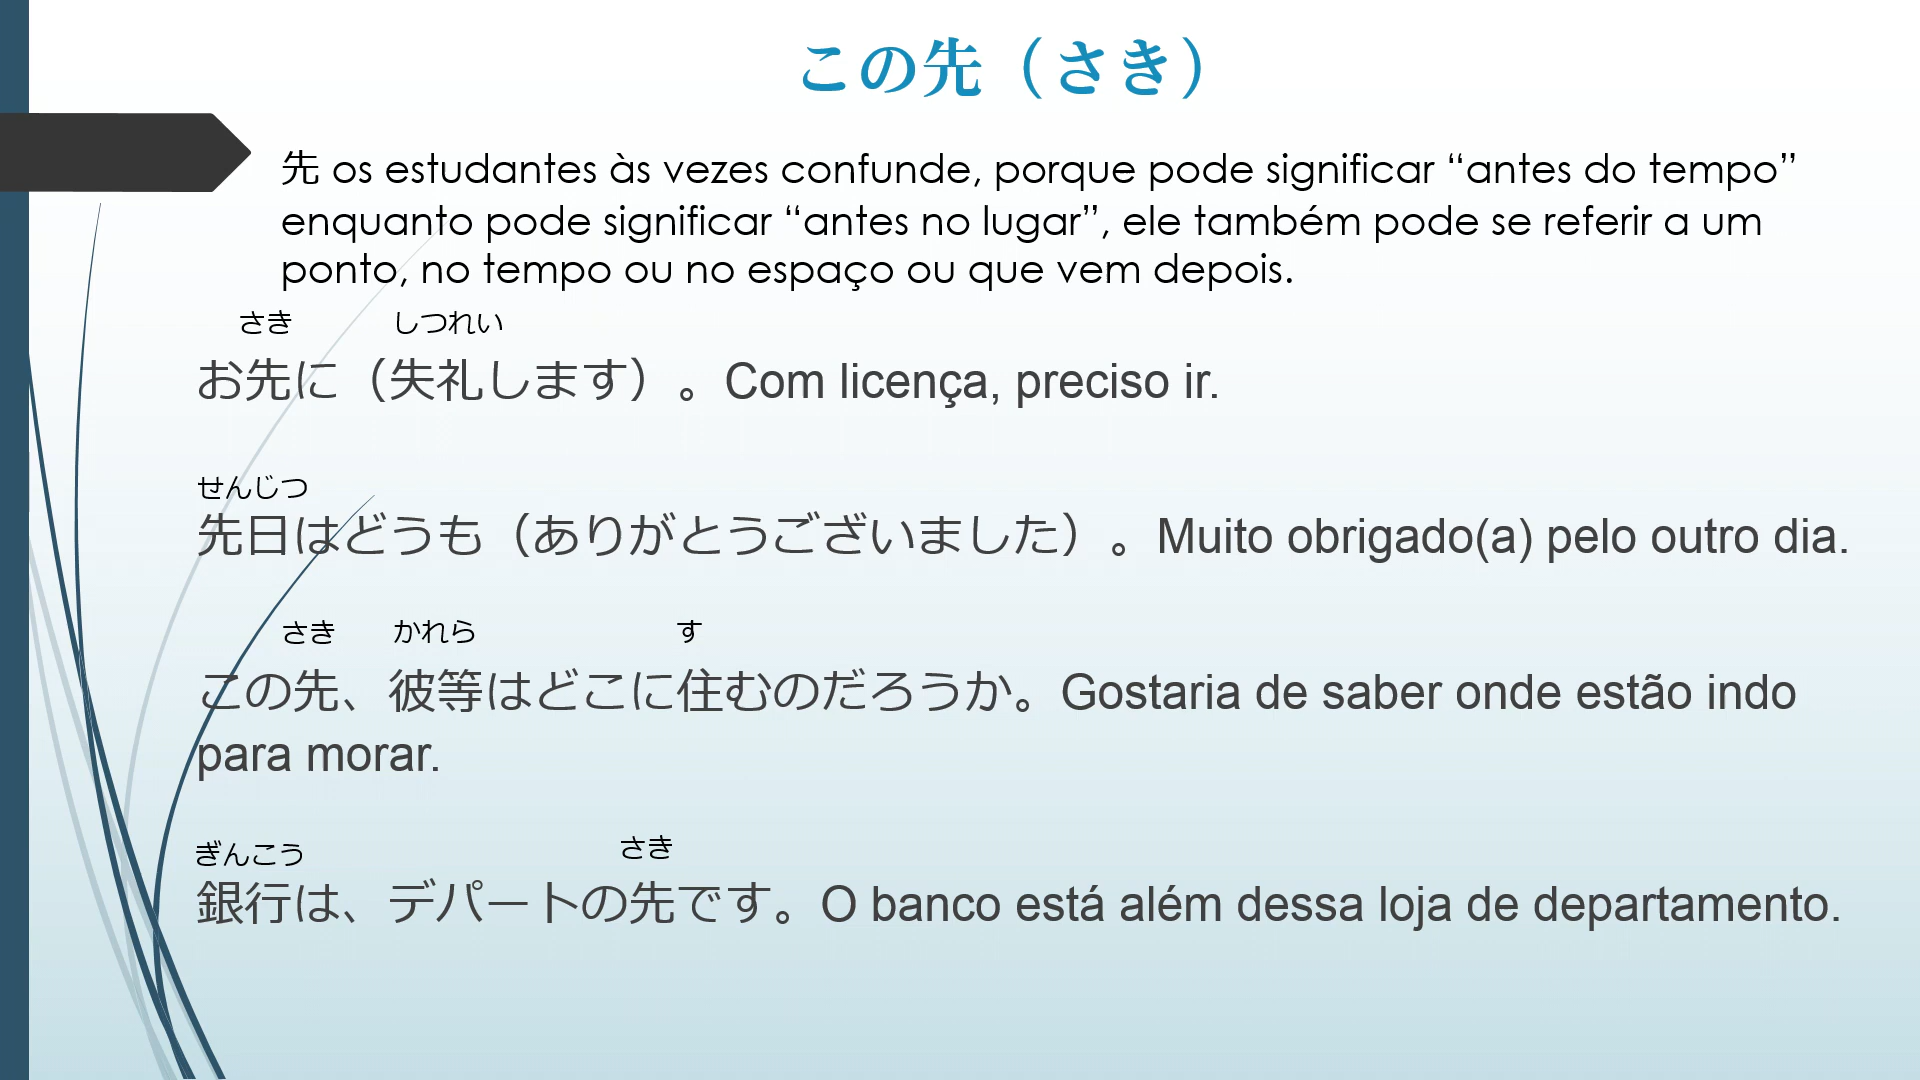 この先（さき）
先 os estudantes às vezes confunde, porque pode significar “antes do tempo”
enquanto pode significar “antes no lugar”, ele também pode se referir a um
ponto, no tempo ou no espaço ou que vem depois.
さき しつれい
お先に（失礼します）。Com licença, preciso ir.
せんじつ
先日はどうも（ありがとうございました）。Muito obrigado(a) pelo outro dia.
さき かれら す
この先、彼等はどこに住むのだろうか。Gostaria de saber onde estão indo
para morar.
ぎんこう さき
銀行は、デパートの先です。O banco está além dessa loja de departamento.